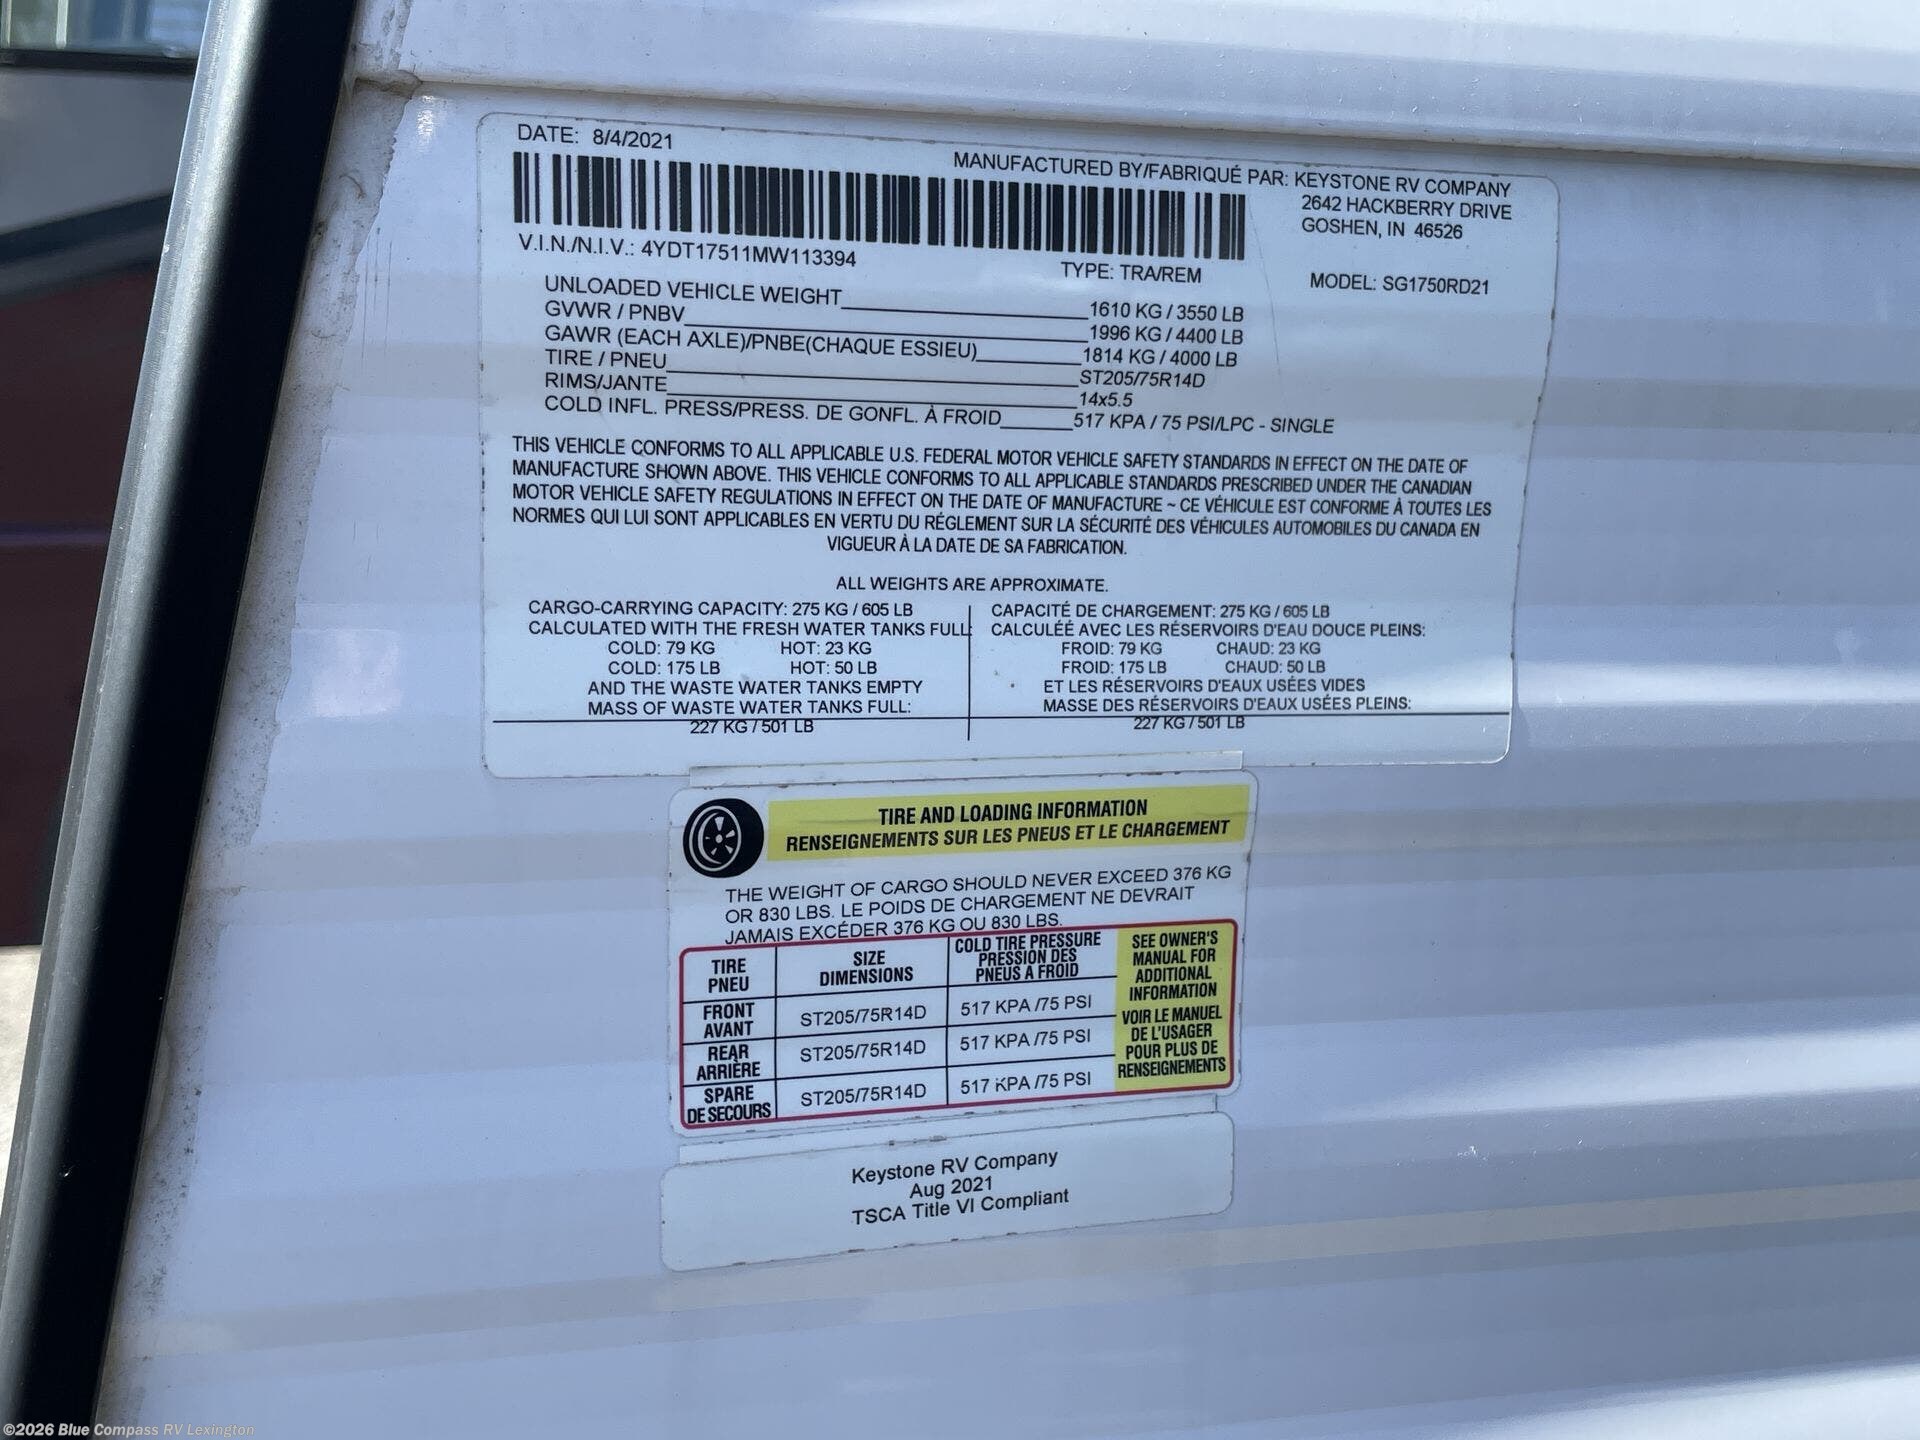 DATE: 8/4/2021
MANUFACTURED BY/FABRIQUÉ PAR: KEYSTONE RV COMPANY
2642 HACKBERRY DRIVE
GOSHEN, IN 46526
V.I.N./N.I.V.: 4YDT17511MW113394
TYPE: TRA/REM
MODEL: SG1750RD21
UNLOADED VEHICLE WEIGHT 1610 KG / 3550 LB
GVWR / PNBV 1996 KG / 4400 LB
GAWR (EACH AXLE)/PNBE(CHAQUE ESSIEU) 1814 KG / 4000 LB
TIRE / PNEU ST205/75R14D
RIMS/JANTE 14x5.5
COLD INFL. PRESS/PRESS. DE GONFL. À FROID 517 KPA / 75 PSI/LPC - SINGLE
THIS VEHICLE CONFORMS TO ALL APPLICABLE U.S. FEDERAL MOTOR VEHICLE SAFETY STANDARDS IN EFFECT ON THE DATE OF
MANUFACTURE SHOWN ABOVE. THIS VEHICLE CONFORMS TO ALL APPLICABLE STANDARDS PRESCRIBED UNDER THE CANADIAN
MOTOR VEHICLE SAFETY REGULATIONS IN EFFECT ON THE DATE OF MANUFACTURE ~ CE VÉHICULE EST CONFORME À TOUTES LES
NORMES QUI LUI SONT APPLICABLES EN VERTU DU RÉGLEMENT SUR LA SÉCURITÉ DES VÉHICULES AUTOMOBILES DU CANADA EN
VIGUEUR À LA DATE DE SA FABRICATION.
ALL WEIGHTS ARE APPROXIMATE.
CARGO-CARRYING CAPACITY: 275 KG / 605 LB
CALCULATED WITH THE FRESH WATER TANKS FULL
COLD: 79 KG HOT: 23 KG
COLD: 175 LB HOT: 50 LB
AND THE WASTE WATER TANKS EMPTY
MASS OF WASTE WATER TANKS FULL:
227 KG / 501 LB
CAPACITÉ DE CHARGEMENT: 275 KG / 605 LB
CALCULÉÉ AVEC LES RÉSERVOIRS D'EAU DOUCE PLEINS:
FROID: 79 KG CHAUD: 23 KG
FROID: 175 LB CHAUD: 50 LB
ET LES RÉSERVOIRS D'EAUX USÉES VIDES
MASSE DES RÉSERVOIRS D'EAUX USÉES PLEINS:
227 KG / 501 LB
TIRE AND LOADING INFORMATION
RENSEIGNEMENTS SUR LES PNEUS ET LE CHARGEMENT
THE WEIGHT OF CARGO SHOULD NEVER EXCEED 376 KG
OR 830 LBS. LE POIDS DE CHARGEMENT NE DEVRAIT
JAMAIS EXCÉDER 376 KG OU 830 LBS.
TIRE
PNEU
SIZE
DIMENSIONS
COLD TIRE PRESSURE
PRESSION DES
PNEUS A FROID
FRONT
AVANT
ST205/75R14D
517 KPA /75 PSI
REAR
ARRIÈRE
ST205/75R14D
517 KPA /75 PSI
SPARE
DE SECOURS
ST205/75R14D
517 KPA /75 PSI
SEE OWNER'S
MANUAL FOR
ADDITIONAL
INFORMATION
VOIR LE MANUEL
DE L'USAGER
POUR PLUS DE
RENSEIGNEMENTS
Keystone RV Company
Aug 2021
TSCA Title VI Compliant
©2026 Blue Compass RV Lexington